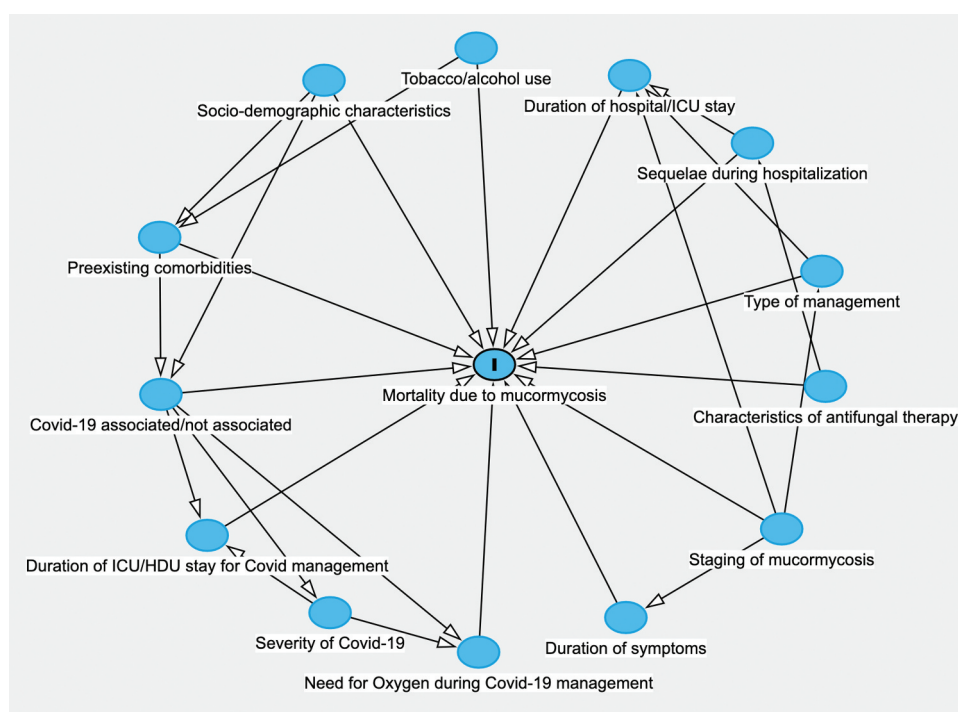 Tobacco/alcohol use
Socio-demographic characteristics
Duration of hospital/ICU stay
Sequelae during hospitalization
Preexisting comorbidities
Type of management
I
Mortality due to mucormycosis
Covid-19 associated/not associated
Characteristics of antifungal therapy
Duration of ICU/HDU stay for Covid management
Staging of mucormycosis
Severity of Covid-19
Duration of symptoms
Need for Oxygen during Covid-19 management